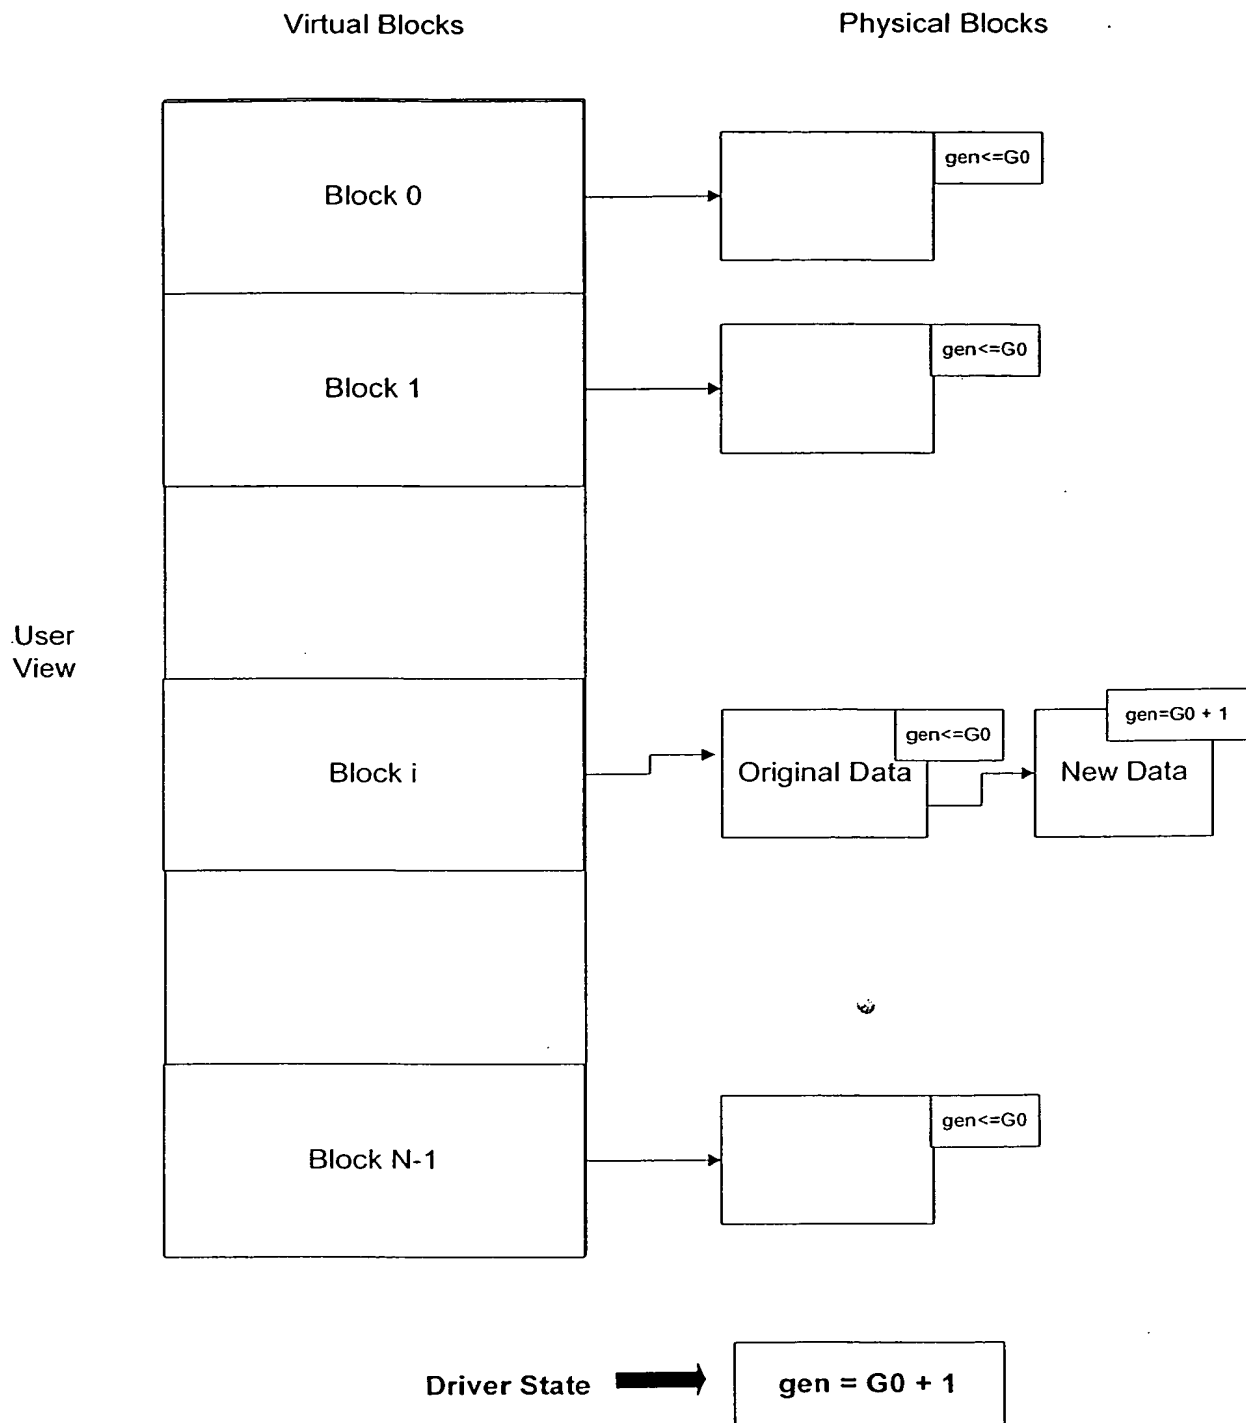 Virtual Blocks
Physical Blocks
Block 0
gen<=G0
Block 1
gen<=G0
User
View
Block i
gen<=G0
Original Data
gen=G0 + 1
New Data
Block N-1
gen<=G0
Driver State
gen = G0 + 1